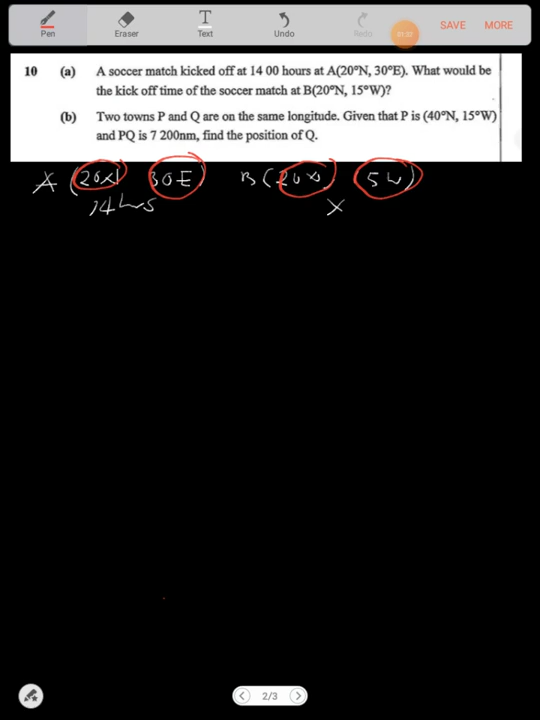 Pen
Eraser
Text
Undo
Redo
01:33
SAVE
MORE
10 (a) A soccer match kicked off at 14 00 hours at A(20°N, 30°E). What would be
the kick off time of the soccer match at B(20°N, 15°W)?
(b) Two towns P and Q are on the same longitude. Given that P is (40°N, 15°W)
and PQ is 7 200nm, find the position of Q.
A (20N 30E) B (20N 5W)
14hrs X
2/3